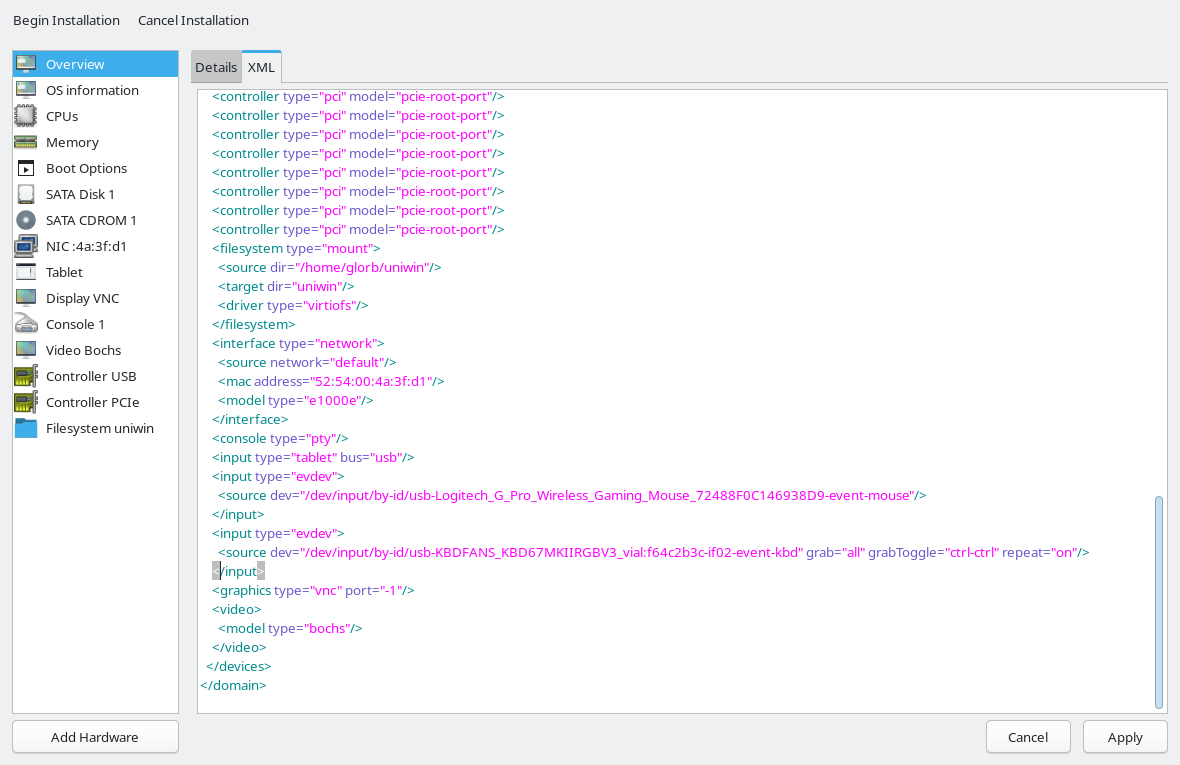 Begin Installation Cancel Installation
Overview
OS information
CPUs
Memory
Boot Options
SATA Disk 1
SATA CDROM 1
NIC :4a:3f:d1
Tablet
Display VNC
Console 1
Video Bochs
Controller USB
Controller PCIe
Filesystem uniwin
Add Hardware
Details XML
<controller type="pci" model="pcie-root-port"/>
<controller type="pci" model="pcie-root-port"/>
<controller type="pci" model="pcie-root-port"/>
<controller type="pci" model="pcie-root-port"/>
<controller type="pci" model="pcie-root-port"/>
<controller type="pci" model="pcie-root-port"/>
<controller type="pci" model="pcie-root-port"/>
<controller type="pci" model="pcie-root-port"/>
<filesystem type="mount">
<source dir="/home/glorb/uniwin"/>
<target dir="uniwin"/>
<driver type="virtiofs"/>
</filesystem>
<interface type="network">
<source network="default"/>
<mac address="52:54:00:4a:3f:d1"/>
<model type="e1000e"/>
</interface>
<console type="pty"/>
<input type="tablet" bus="usb"/>
<input type="evdev">
<source dev="/dev/input/by-id/usb-Logitech_G_Pro_Wireless_Gaming_Mouse_72488F0C146938D9-event-mouse"/>
</input>
<input type="evdev">
<source dev="/dev/input/by-id/usb-KBDFANS_KBD67MKIIRGBV3_vial:f64c2b3c-if02-event-kbd" grab="all" grabToggle="ctrl-ctrl" repeat="on"/>
</input>
<graphics type="vnc" port="-1"/>
<video>
<model type="bochs"/>
</video>
</devices>
</domain>
Cancel Apply